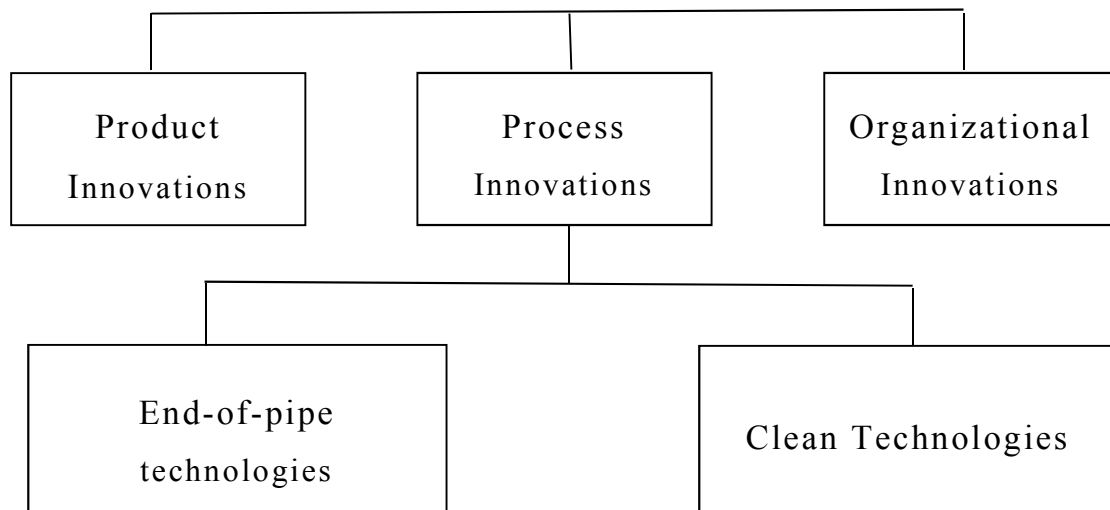 Product
Innovations
Process
Innovations
Organizational
Innovations
End-of-pipe
technologies
Clean Technologies